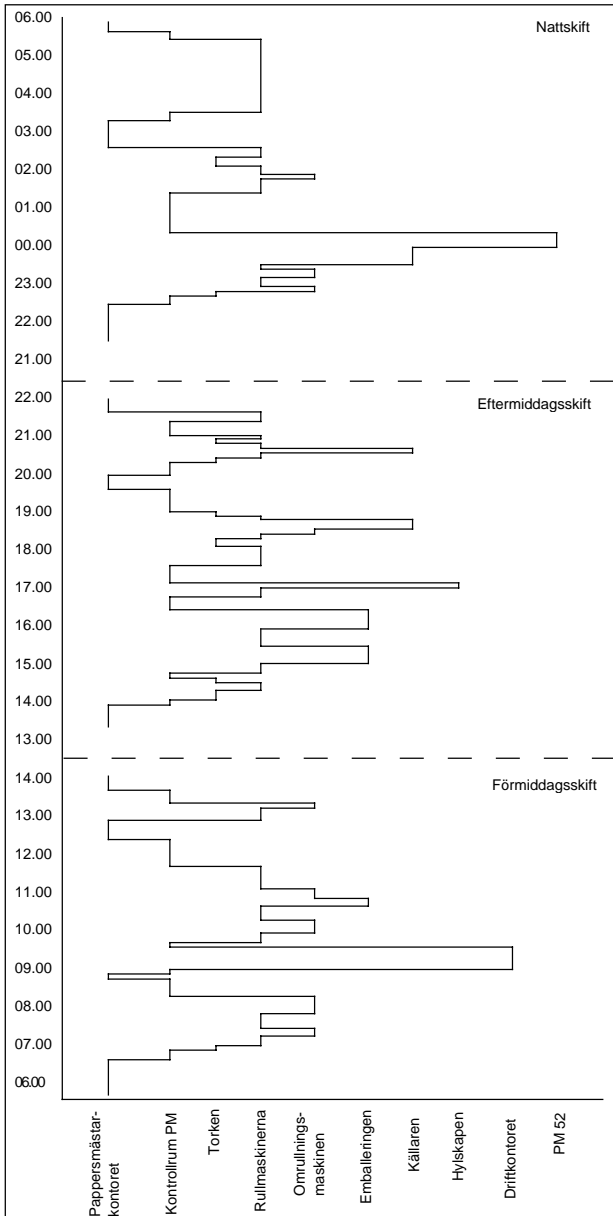 06.00
Nattskift
05.00
04.00
03.00
02.00
01.00
00.00
23.00
22.00
21.00
22.00
Eftermiddagsskift
21.00
20.00
19.00
18.00
17.00
16.00
15.00
14.00
13.00
14.00
Förmiddagsskift
13.00
12.00
11.00
10.00
09.00
08.00
07.00
06.00
Pappersmästar-
kontoret
Kontrollrum PM
Torken
Rullmaskinerna
Omrullnings-
maskinen
Emballeringen
Källaren
Hylskapen
Driftkontoret
PM 52